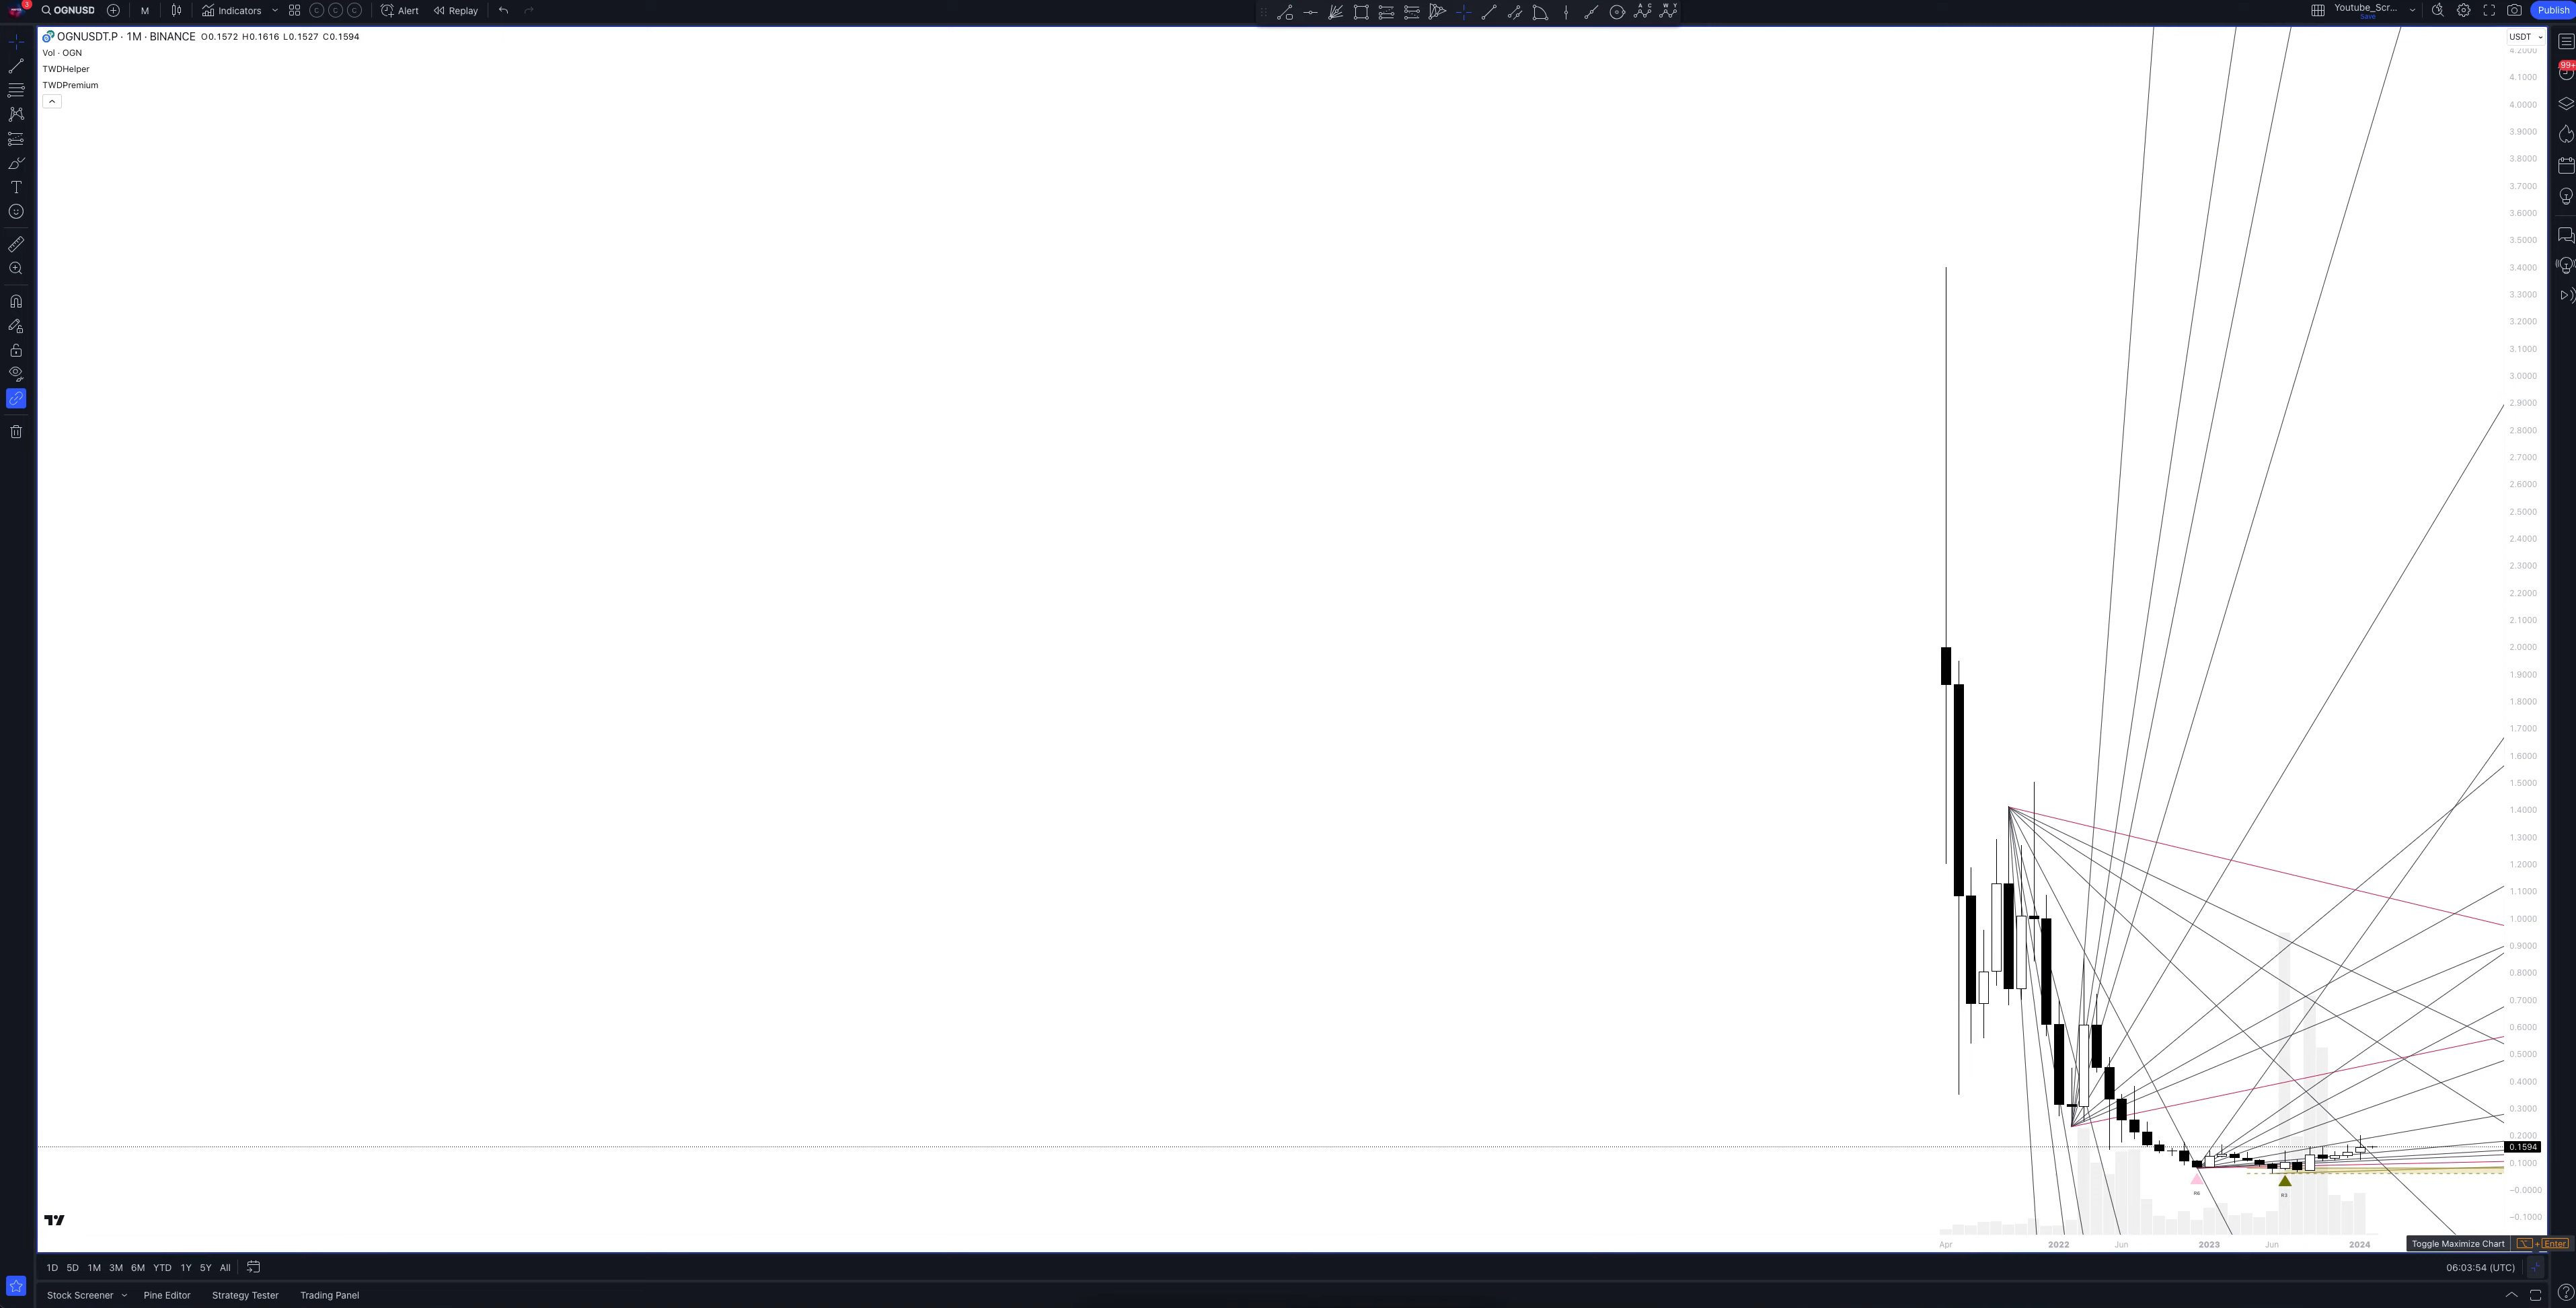 3
OGNUSD
M
Indicators
C C C
Alert
Replay
A C
W Y
Youtube_Scr...
Save
Publish
OGNUSDT.P · 1M · BINANCE O0.1572 H0.1616 L0.1527 C0.1594
USDT
Vol · OGN
TWDHelper
TWDPremium
99+
4.2000
4.1000
4.0000
3.9000
3.8000
3.7000
3.6000
3.5000
3.4000
3.3000
3.2000
3.1000
3.0000
2.9000
2.8000
2.7000
2.6000
2.5000
2.4000
2.3000
2.2000
2.1000
2.0000
1.9000
1.8000
1.7000
1.6000
1.5000
1.4000
1.3000
1.2000
1.1000
1.0000
0.9000
0.8000
0.7000
0.6000
0.5000
0.4000
0.3000
0.2000
0.1594
0.1000
−0.0000
−0.1000
R6
R3
Apr 2022 Jun 2023 Jun 2024
Toggle Maximize Chart ⌥ + Enter
1D 5D 1M 3M 6M YTD 1Y 5Y All
06:03:54 (UTC)
Stock Screener Pine Editor Strategy Tester Trading Panel